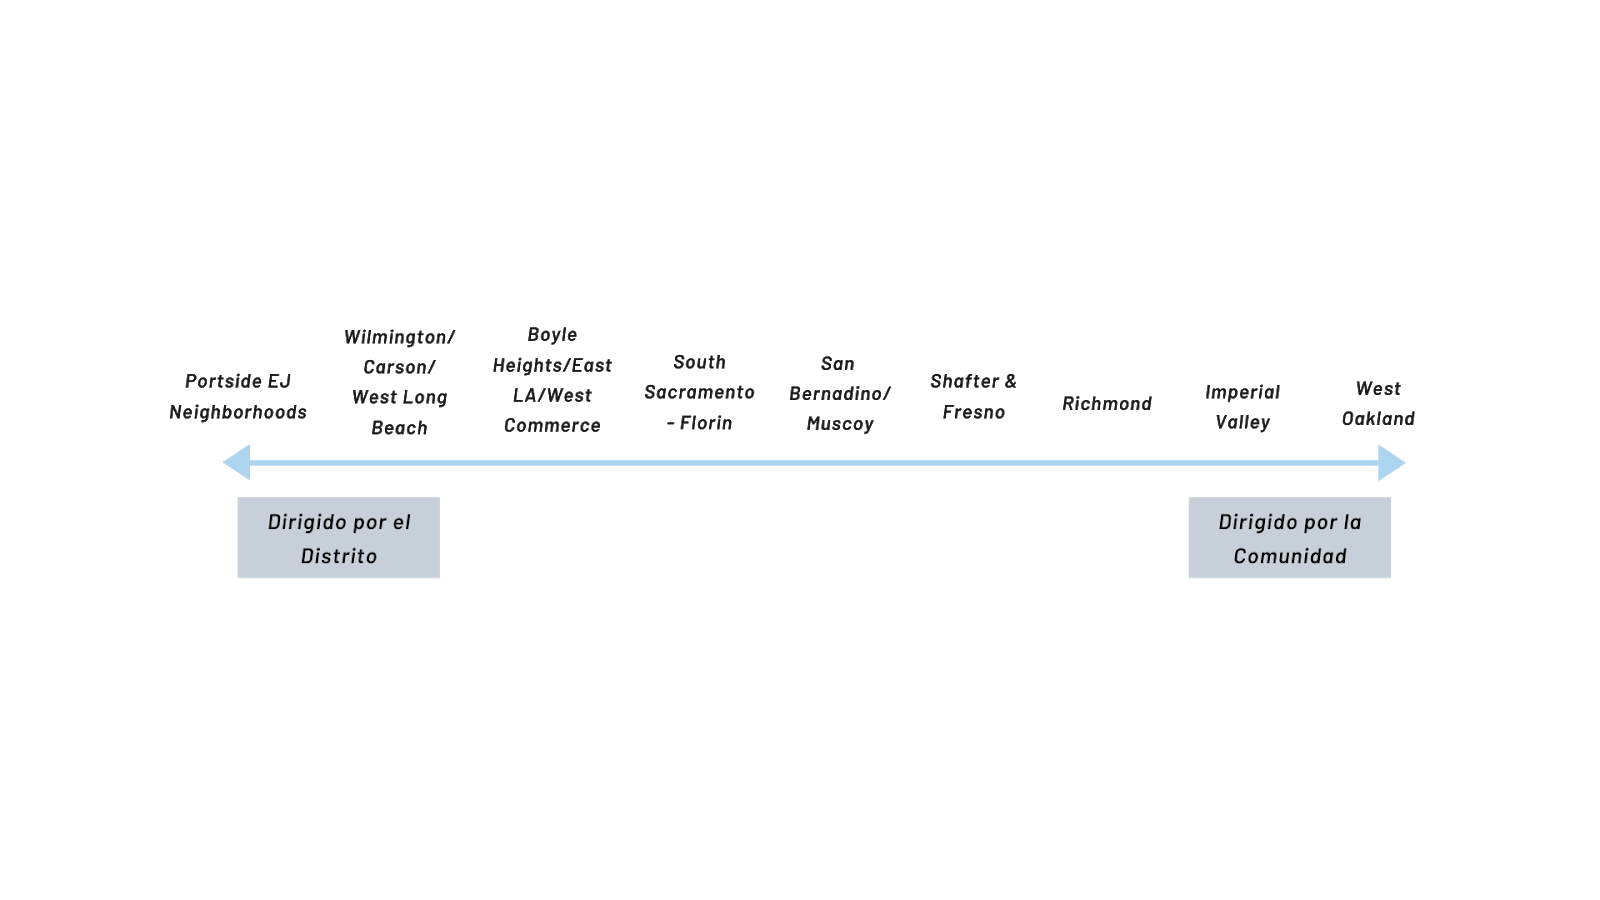 Portside EJ
Neighborhoods
Wilmington/
Carson/
West Long
Beach
Boyle
Heights/East
LA/West
Commerce
South
Sacramento
- Florin
San
Bernadino/
Muscoy
Shafter &
Fresno
Richmond
Imperial
Valley
West
Oakland
Dirigido por el
Distrito
Dirigido por la
Comunidad